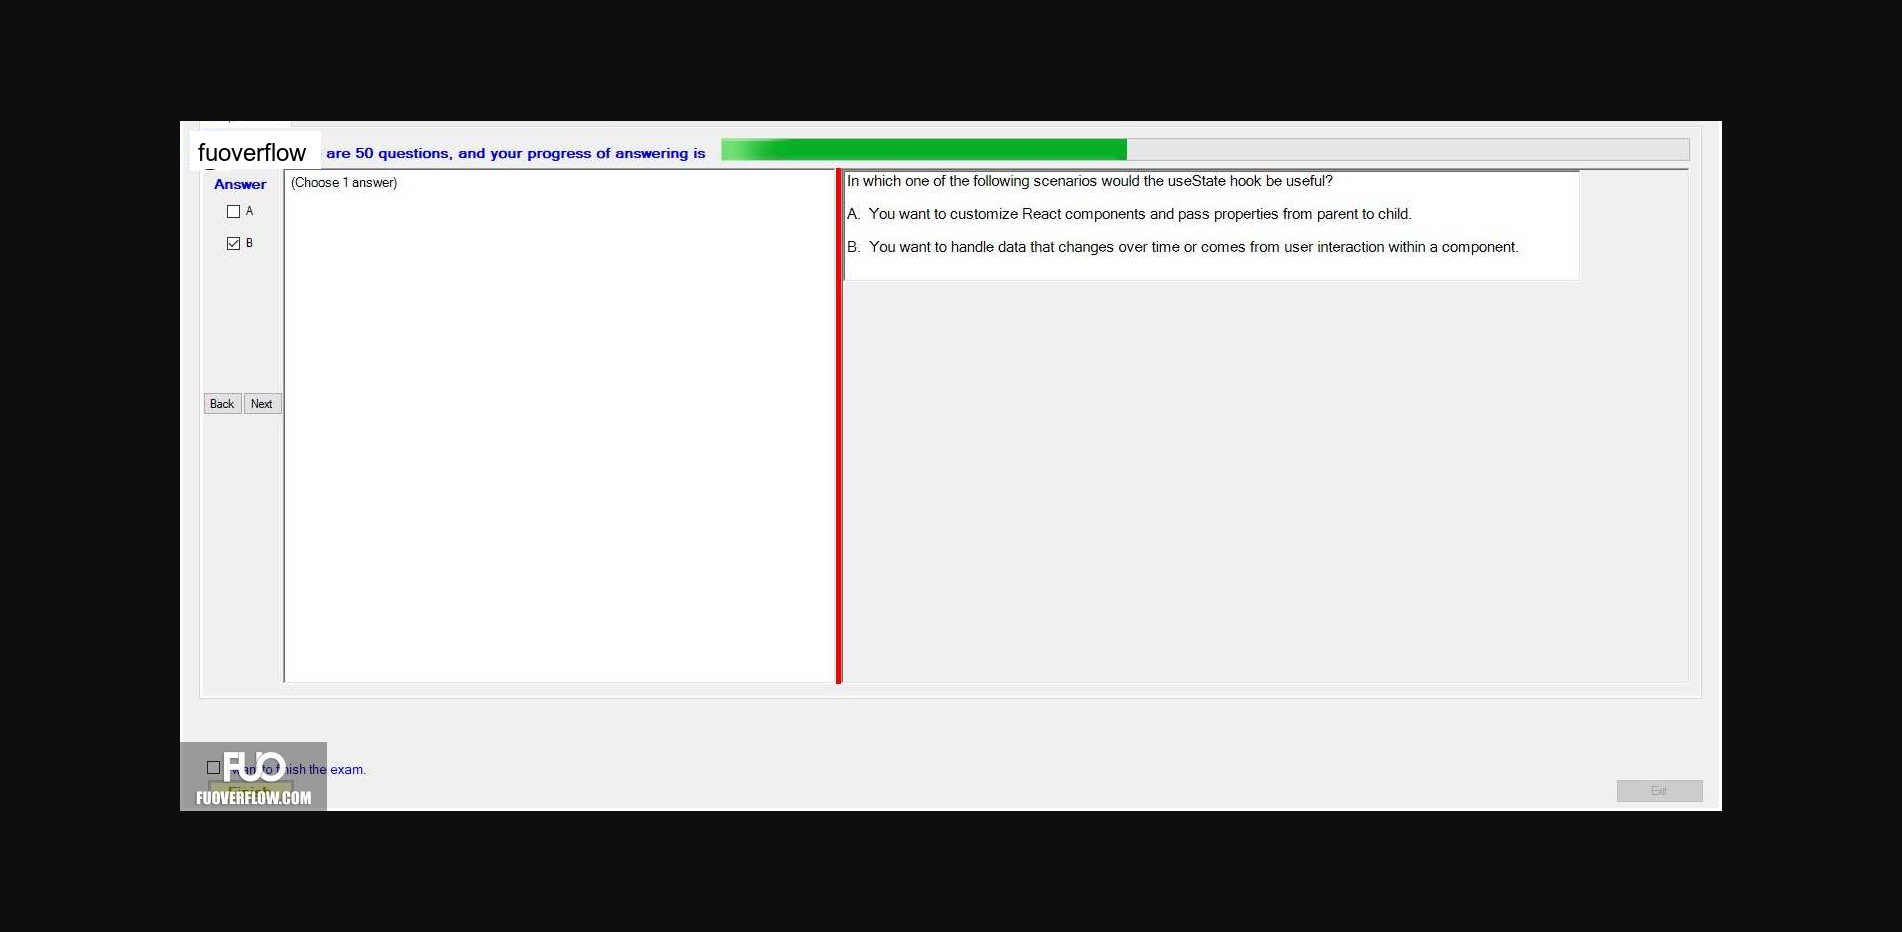 fuoverflow are 50 questions, and your progress of answering is
Answer
(Choose 1 answer)
A
B
Back Next
In which one of the following scenarios would the useState hook be useful?
A. You want to customize React components and pass properties from parent to child.
B. You want to handle data that changes over time or comes from user interaction within a component.
want to finish the exam.
Finish
FUO
FUOVERFLOW.COM
Exit